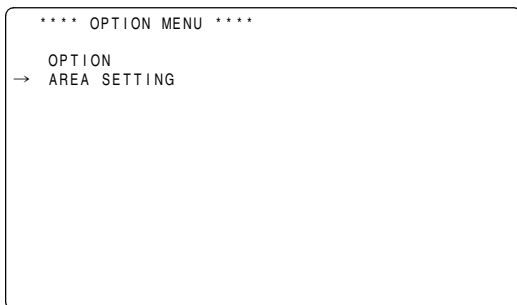 **** OPTION MENU ****
OPTION
→ AREA SETTING